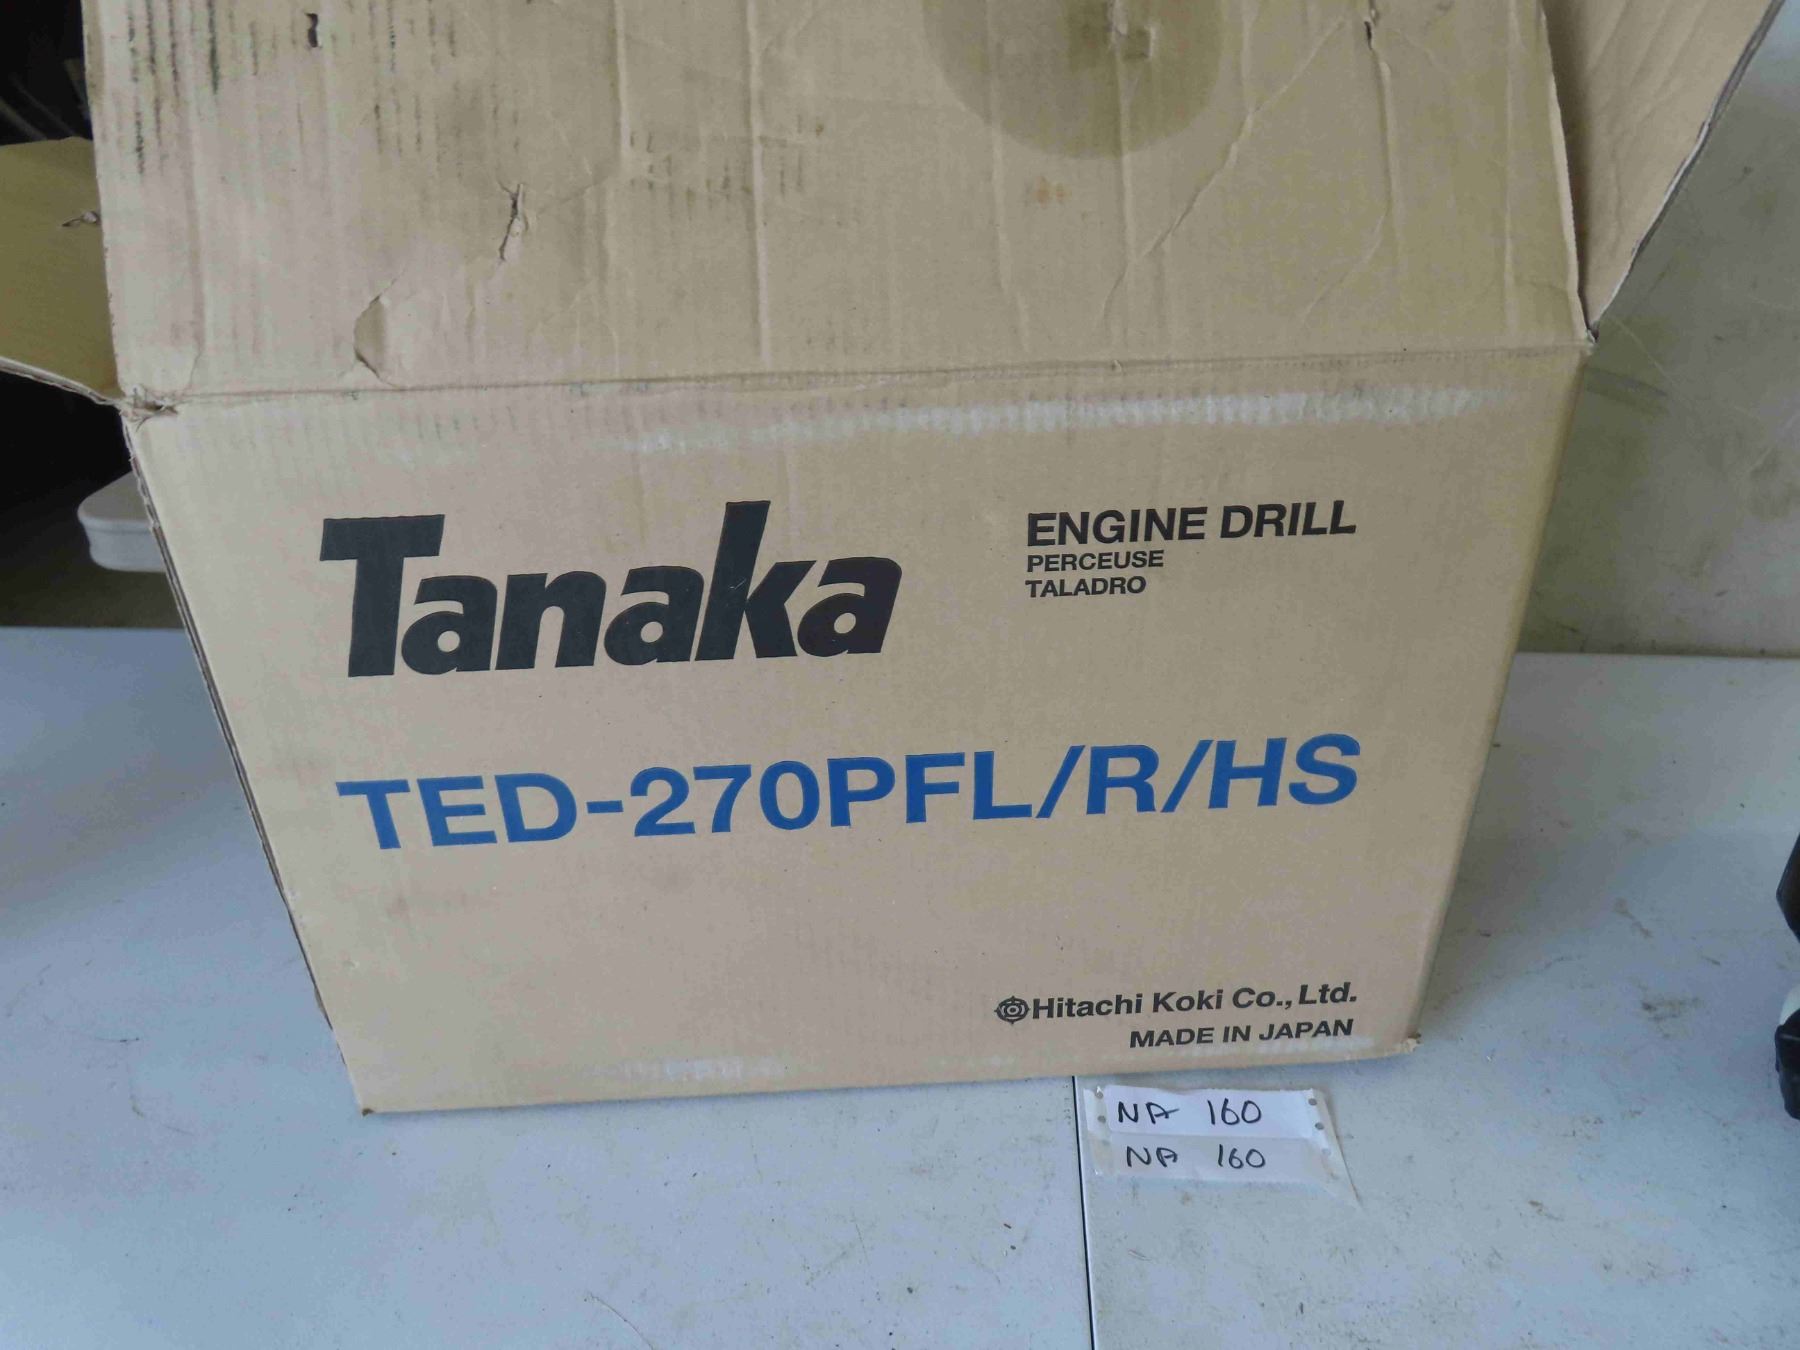 Tanaka
ENGINE DRILL
PERCEUSE
TALADRO
TED-270PFL/R/HS
Hitachi Koki Co., Ltd.
MADE IN JAPAN
NA 160
NA 160